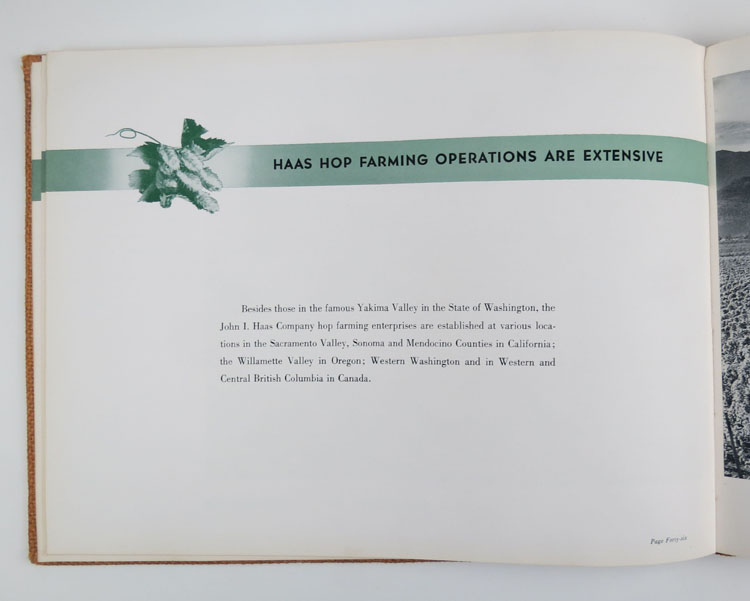 HAAS HOP FARMING OPERATIONS ARE EXTENSIVE
Besides those in the famous Yakima Valley in the State of Washington, the
John I. Haas Company hop farming enterprises are established at various loca-
tions in the Sacramento Valley, Sonoma and Mendocino Counties in California;
the Willamette Valley in Oregon; Western Washington and in Western and
Central British Columbia in Canada.
Page Forty-six